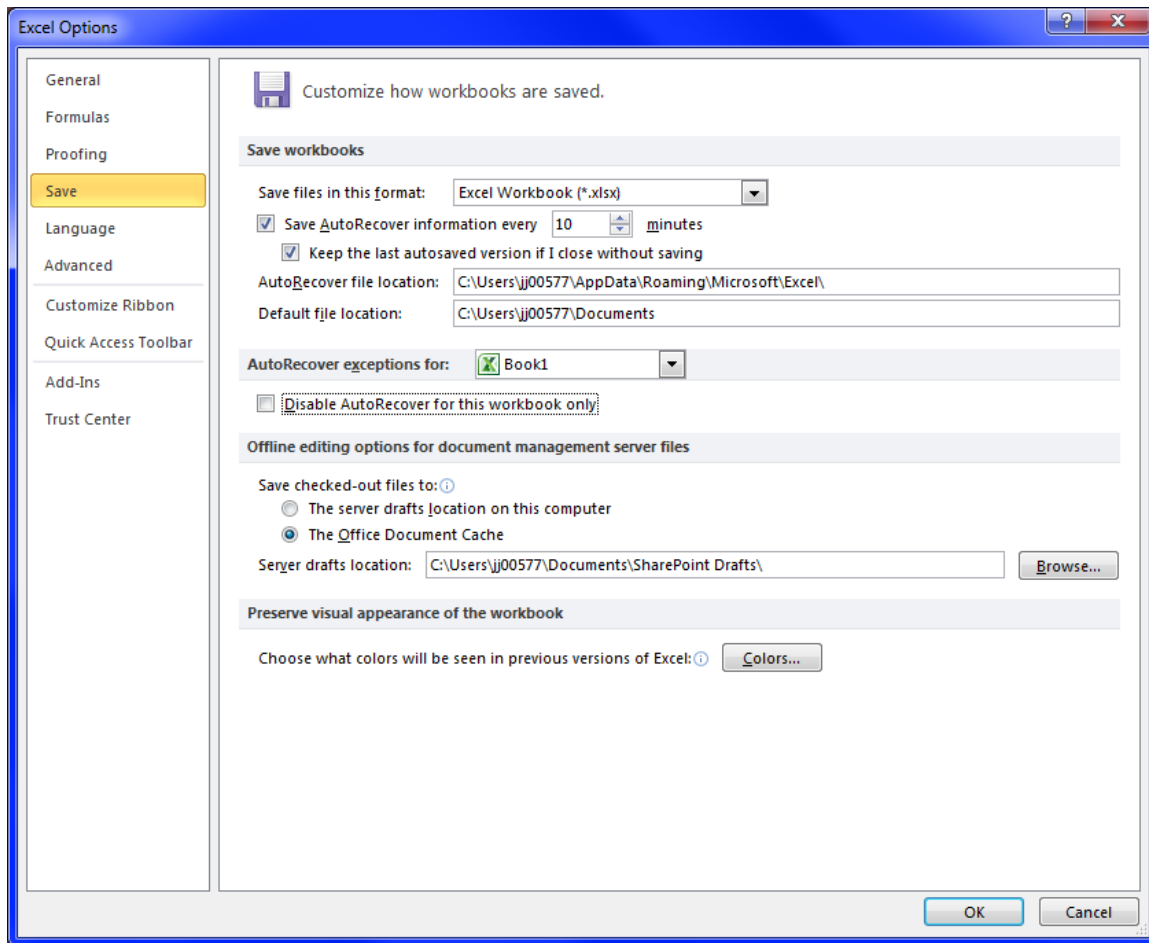 Excel Options
General
Formulas
Proofing
Save
Language
Advanced
Customize Ribbon
Quick Access Toolbar
Add-Ins
Trust Center
Customize how workbooks are saved.
Save workbooks
Save files in this format: Excel Workbook (*.xlsx)
Save AutoRecover information every 10 minutes
Keep the last autosaved version if I close without saving
AutoRecover file location: C:\Users\jj00577\AppData\Roaming\Microsoft\Excel\
Default file location: C:\Users\jj00577\Documents
AutoRecover exceptions for: Book1
Disable AutoRecover for this workbook only
Offline editing options for document management server files
Save checked-out files to:
The server drafts location on this computer
The Office Document Cache
Server drafts location: C:\Users\jj00577\Documents\SharePoint Drafts\ Browse...
Preserve visual appearance of the workbook
Choose what colors will be seen in previous versions of Excel: Colors...
OK Cancel